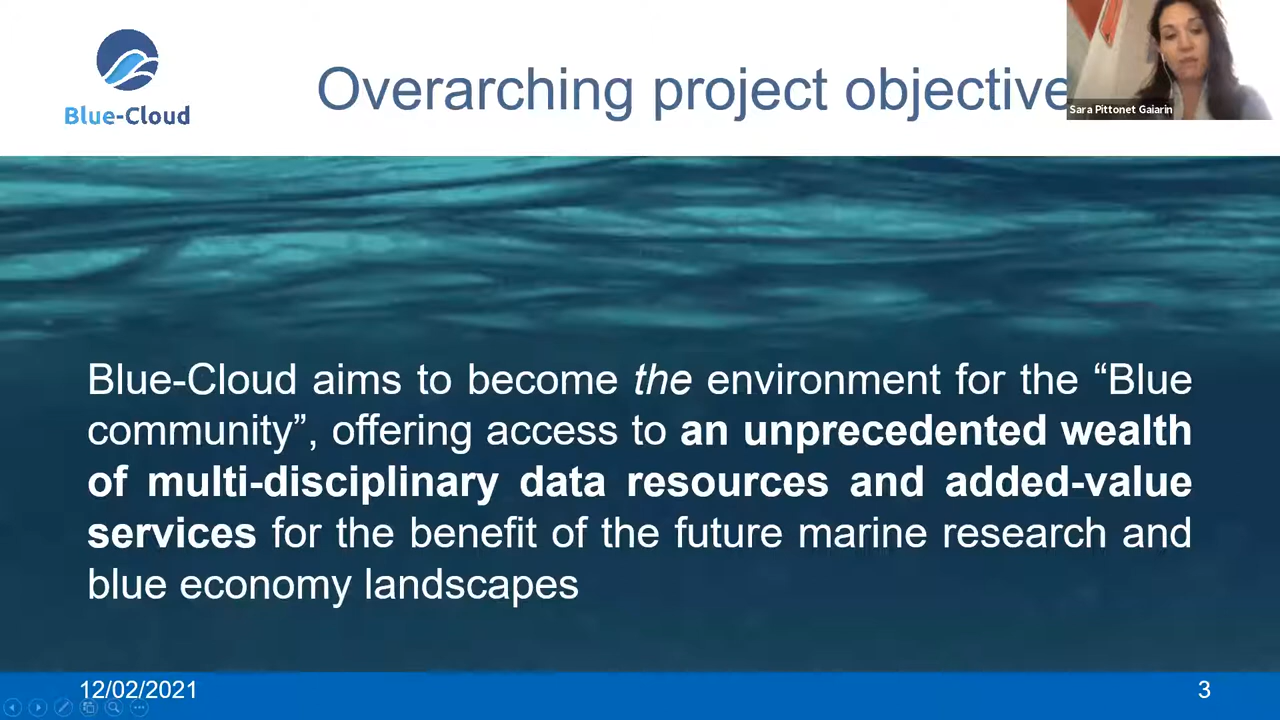 Blue-Cloud
Overarching project objective
Sara Pittonet Gaiarin
Blue-Cloud aims to become the environment for the “Blue
community”, offering access to an unprecedented wealth
of multi-disciplinary data resources and added-value
services for the benefit of the future marine research and
blue economy landscapes
12/02/2021
3